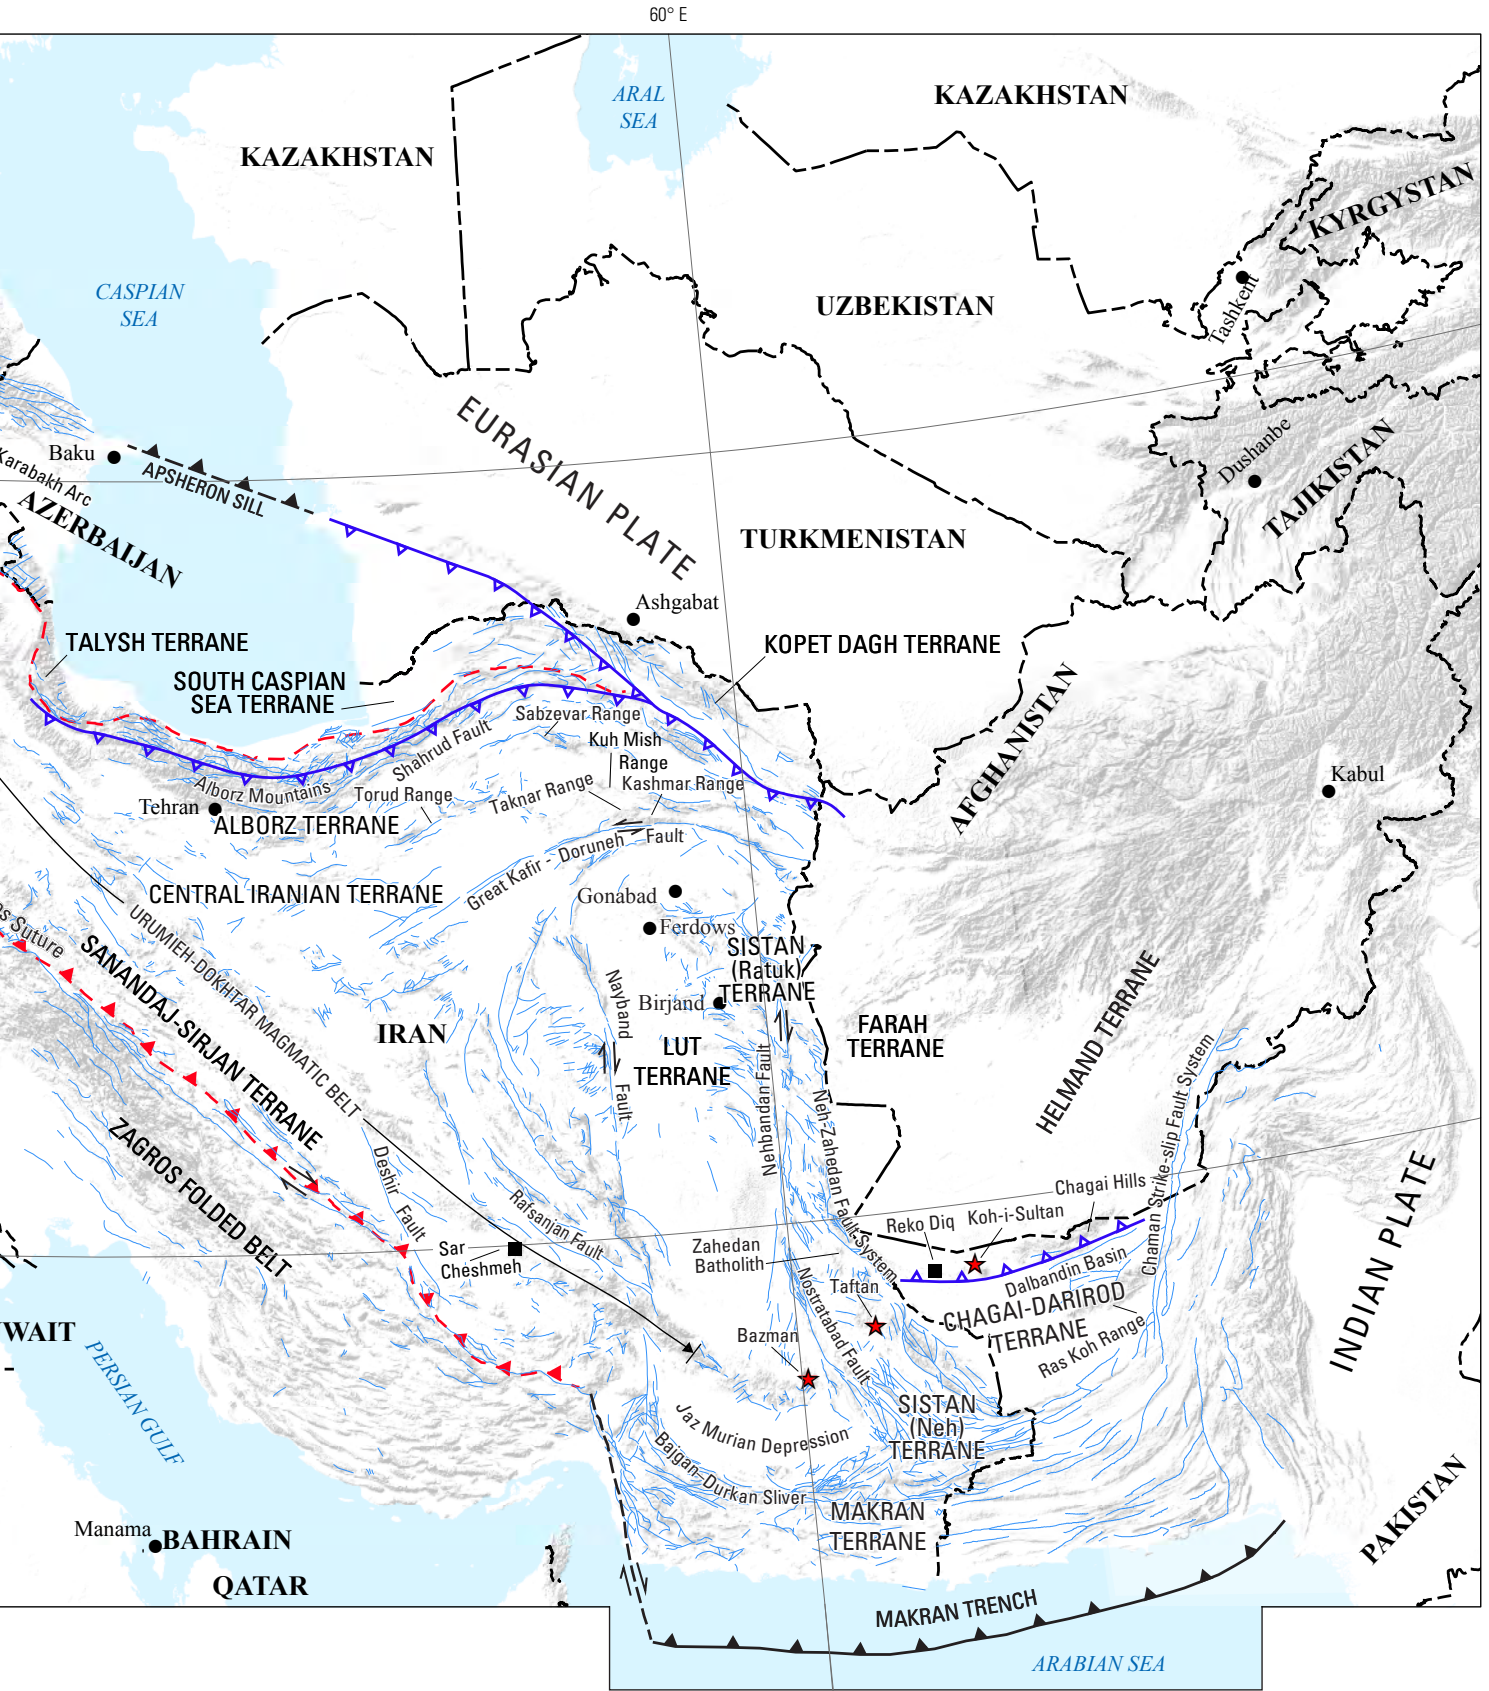 60° E
ARAL
SEA
KAZAKHSTAN
KAZAKHSTAN
KYRGYSTAN
CASPIAN
SEA
UZBEKISTAN
Tashkent
EURASIAN PLATE
Baku
APSHERON SILL
Karabakh Arc
AZERBAIJAN
Dushanbe
TAJIKISTAN
TURKMENISTAN
Ashgabat
TALYSH TERRANE
KOPET DAGH TERRANE
SOUTH CASPIAN
SEA TERRANE
Sabzevar Range
Shahrud Fault
Kuh Mish
Range
AFGHANISTAN
Kabul
Alborz Mountains
Torud Range
Taknar Range
Kashmar Range
Tehran
ALBORZ TERRANE
Great Kafir - Doruneh Fault
CENTRAL IRANIAN TERRANE
Gonabad
Ferdows
Suture
URUMIEH-DOKHTAR MAGMATIC BELT
SANANDAJ-SIRJAN TERRANE
SISTAN
(Ratuk)
TERRANE
Nayband
Fault
Birjand
IRAN
LUT
TERRANE
FARAH
TERRANE
HELMAND TERRANE
Nehbandan Fault
Neh-Zahedan Fault System
Chaman Strike-slip Fault System
ZAGROS FOLDED BELT
Deshir Fault
Rafsanjan Fault
Chagai Hills
INDIAN PLATE
Reko Diq
Koh-i-Sultan
Sar
Cheshmeh
Zahedan
Batholith
Nostratabad Fault
Taftan
Dalbandin Basin
CHAGAI-DARIROD
TERRANE
Ras Koh Range
WAIT
PERSIAN GULF
Bazman
Jaz Murian Depression
SISTAN
(Neh)
TERRANE
Bajgan-Durkan Sliver
MAKRAN
TERRANE
PAKISTAN
Manama
BAHRAIN
QATAR
MAKRAN TRENCH
ARABIAN SEA